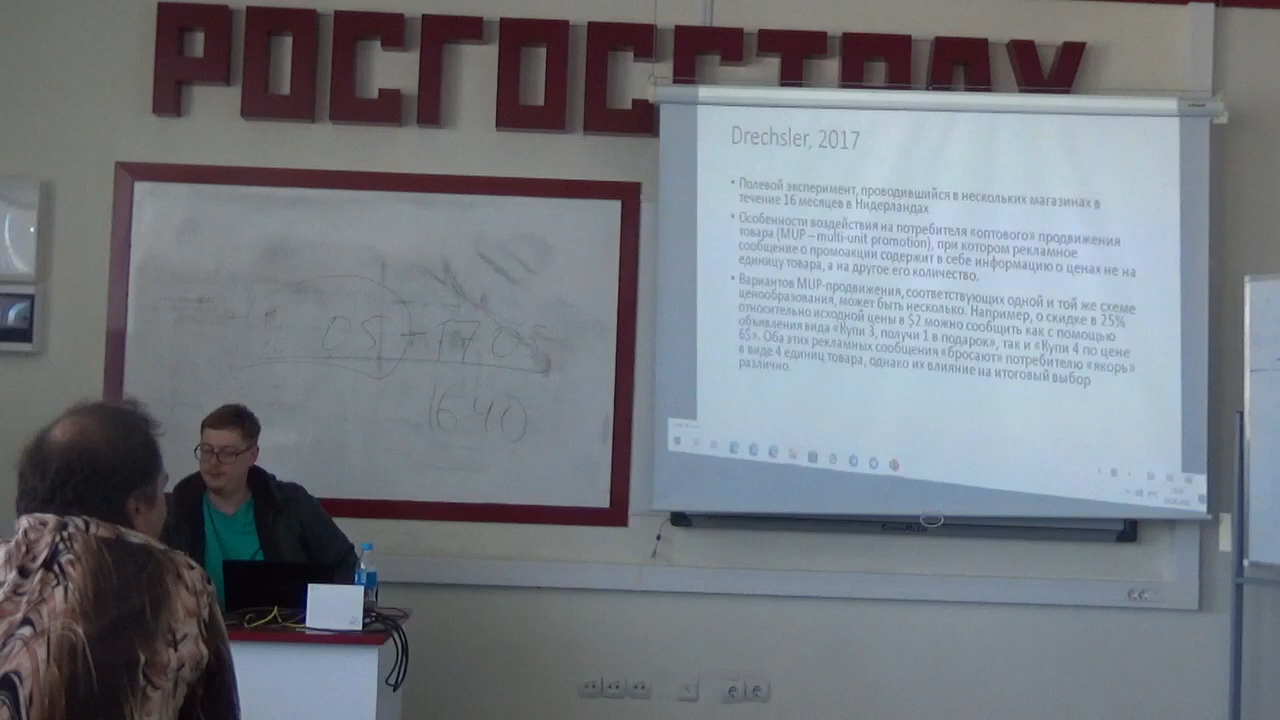 РОСГОССТРАХ
Drechsler, 2017
• Полевой эксперимент, проводившийся в нескольких магазинах в
течение 16 месяцев в Нидерландах
• Особенности воздействия на потребителя «оптового» продвижения
товара (MUP – multi-unit promotion), при котором рекламное
сообщение о промоакции содержит в себе информацию о ценах не на
единицу товара, а на другое его количество.
• Вариантов MUP-продвижения, соответствующих одной и той же схеме
ценообразования, может быть несколько. Например, о скидке в 25%
относительно исходной цены в $2 можно сообщить как с помощью
объявления вида «Купи 3, получи 1 в подарок», так и «Купи 4 по цене
6$». Оба этих рекламных сообщения «бросают» потребителю «якорь»
в виде 4 единиц товара, однако их влияние на итоговый выбор
различно.
1640